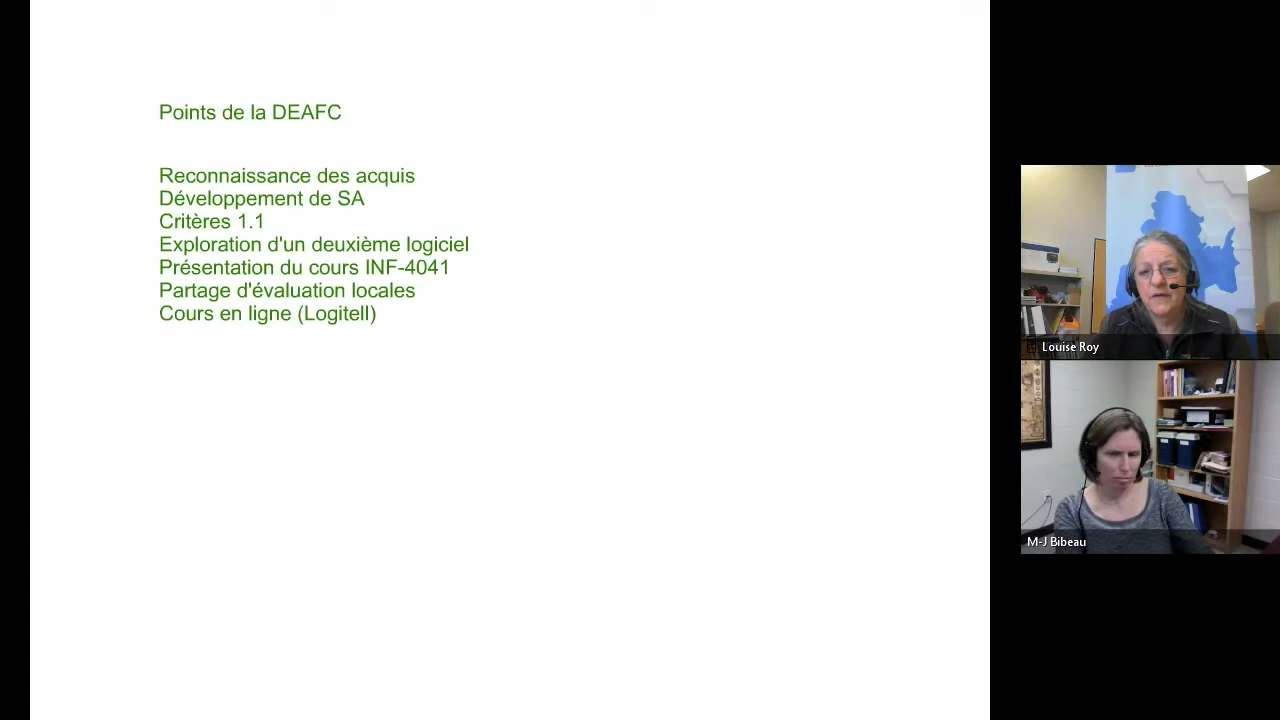 Points de la DEAFC
Reconnaissance des acquis
Développement de SA
Critères 1.1
Exploration d'un deuxième logiciel
Présentation du cours INF-4041
Partage d'évaluation locales
Cours en ligne (Logitell)
Louise Roy
M-J Bibeau